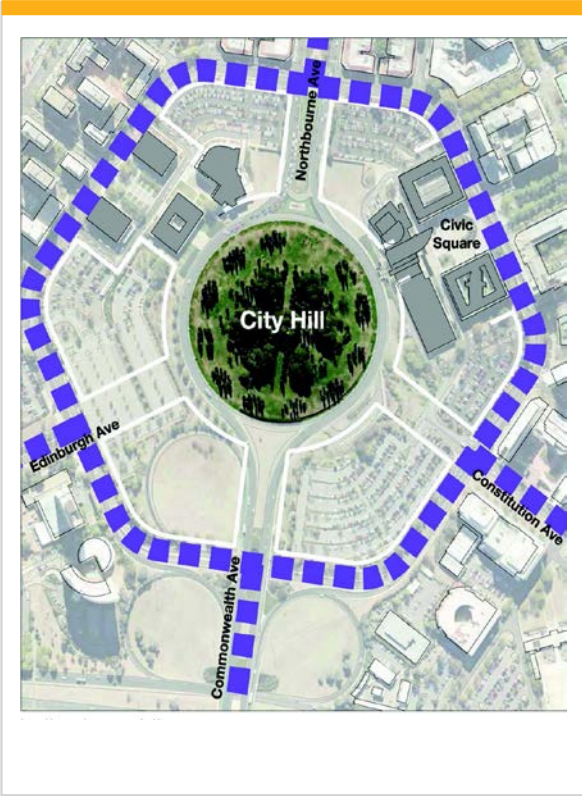 Northbourne Ave
Civic
Square
City Hill
Edinburgh Ave
Constitution Ave
Commonwealth Ave